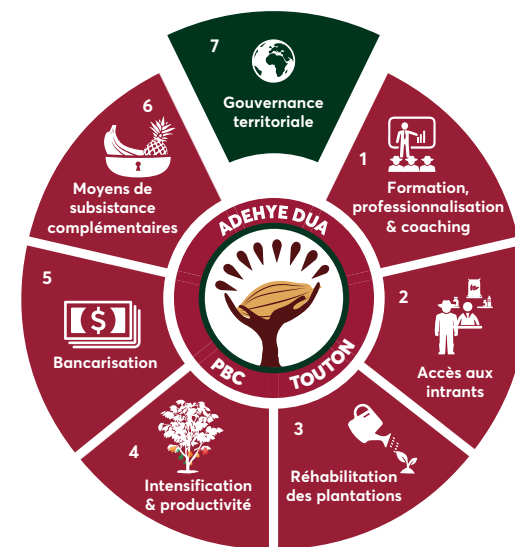 7
Gouvernance
territoriale
1
Formation,
professionnalisation
& coaching
2
Accès aux
intrants
3
Réhabilitation
des plantations
4
Intensification
& productivité
5
$
Bancarisation
6
Moyens de
subsistance
complémentaires
ADEHYE DUA
PBC
TOUTON